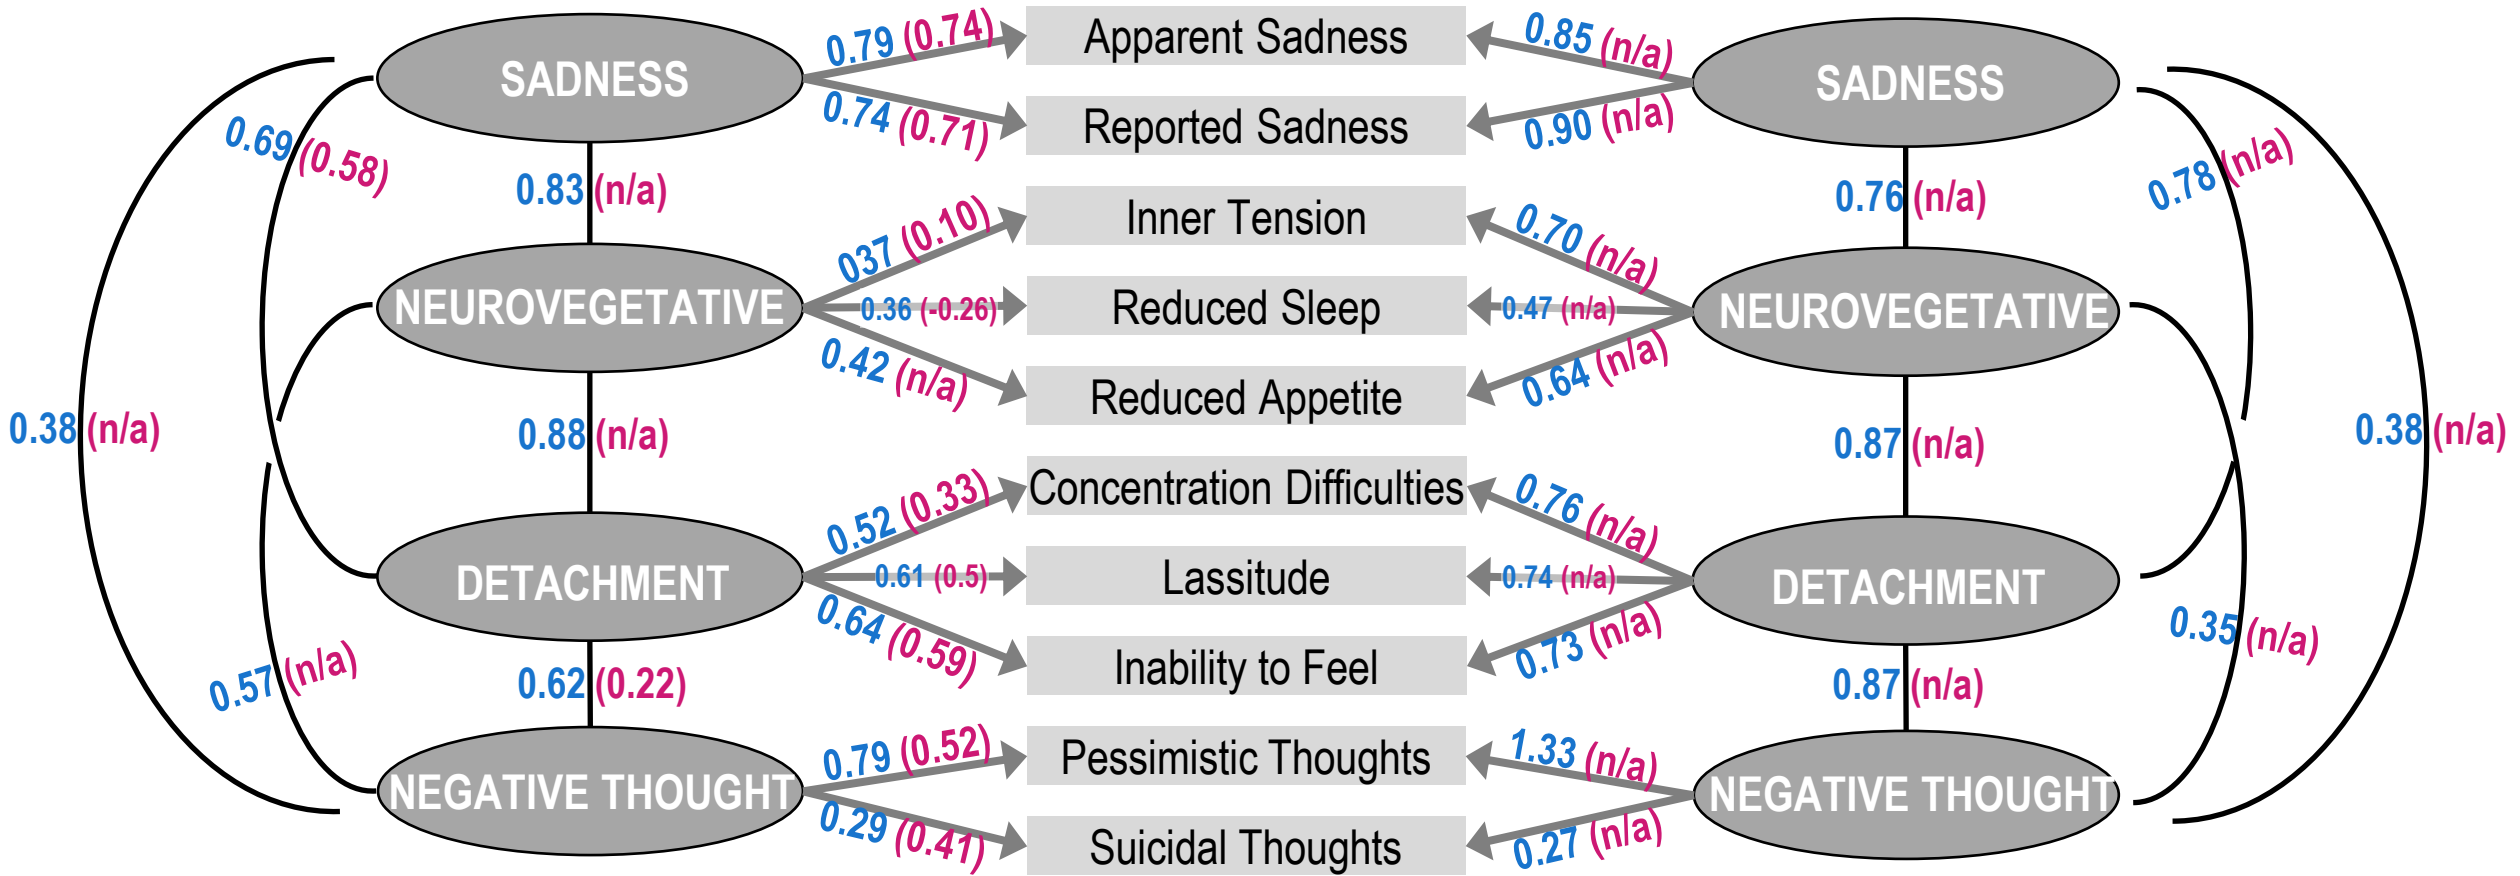 SADNESS
0.79 (0.74)
0.74 (0.71)
Apparent Sadness
Reported Sadness
0.85 (n/a)
0.90 (n/a)
SADNESS
0.69 (0.58)
0.83 (n/a)
0.76 (n/a)
0.78 (n/a)
NEUROVEGETATIVE
037 (0.10)
0.36 (-0.26)
0.42 (n/a)
Inner Tension
Reduced Sleep
Reduced Appetite
0.70 (n/a)
0.47 (n/a)
0.64 (n/a)
NEUROVEGETATIVE
0.38 (n/a)
0.88 (n/a)
0.87 (n/a)
0.38 (n/a)
DETACHMENT
0.52 (0.33)
0.61 (0.5)
0.64 (0.59)
Concentration Difficulties
Lassitude
Inability to Feel
0.76 (n/a)
0.74 (n/a)
0.73 (n/a)
DETACHMENT
0.57 (n/a)
0.62 (0.22)
0.87 (n/a)
0.35 (n/a)
NEGATIVE THOUGHT
0.79 (0.52)
0.29 (0.41)
Pessimistic Thoughts
Suicidal Thoughts
1.33 (n/a)
0.27 (n/a)
NEGATIVE THOUGHT